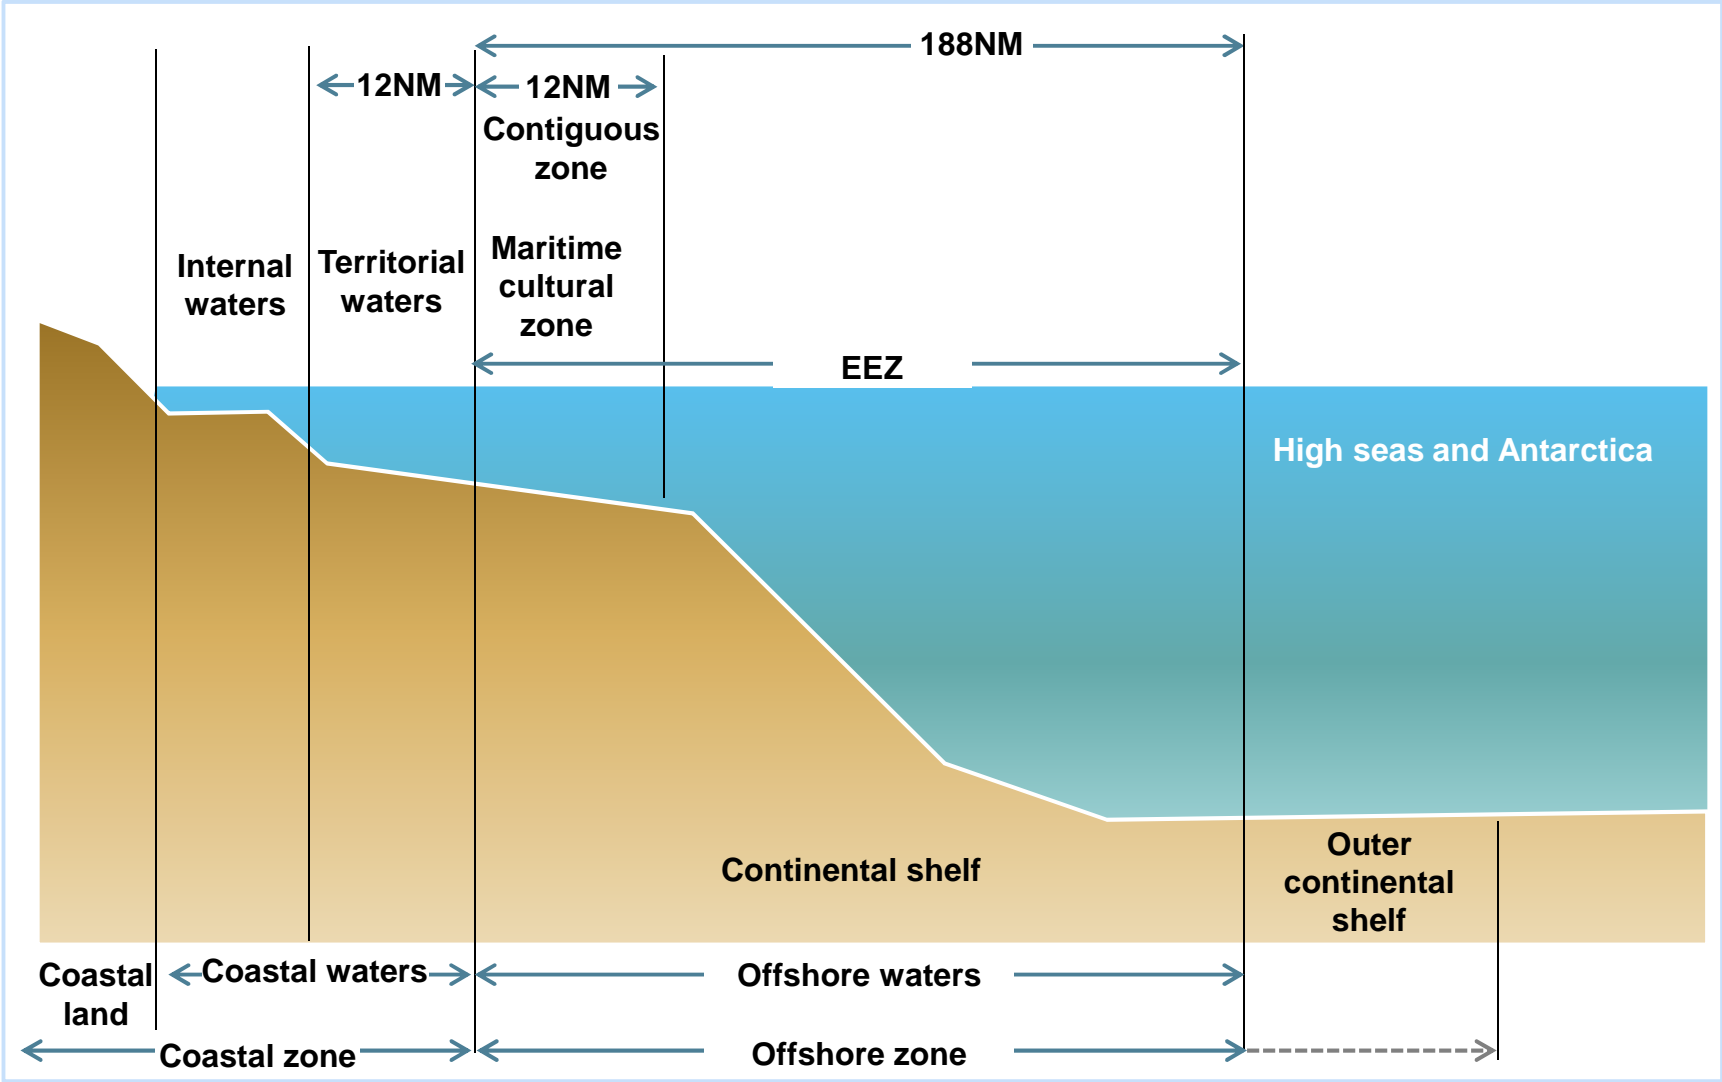 188NM
12NM
12NM
Contiguous
zone
Internal
waters
Territorial
waters
Maritime
cultural
zone
EEZ
High seas and Antarctica
Continental shelf
Outer
continental
shelf
Coastal
land
Coastal waters
Offshore waters
Coastal zone
Offshore zone